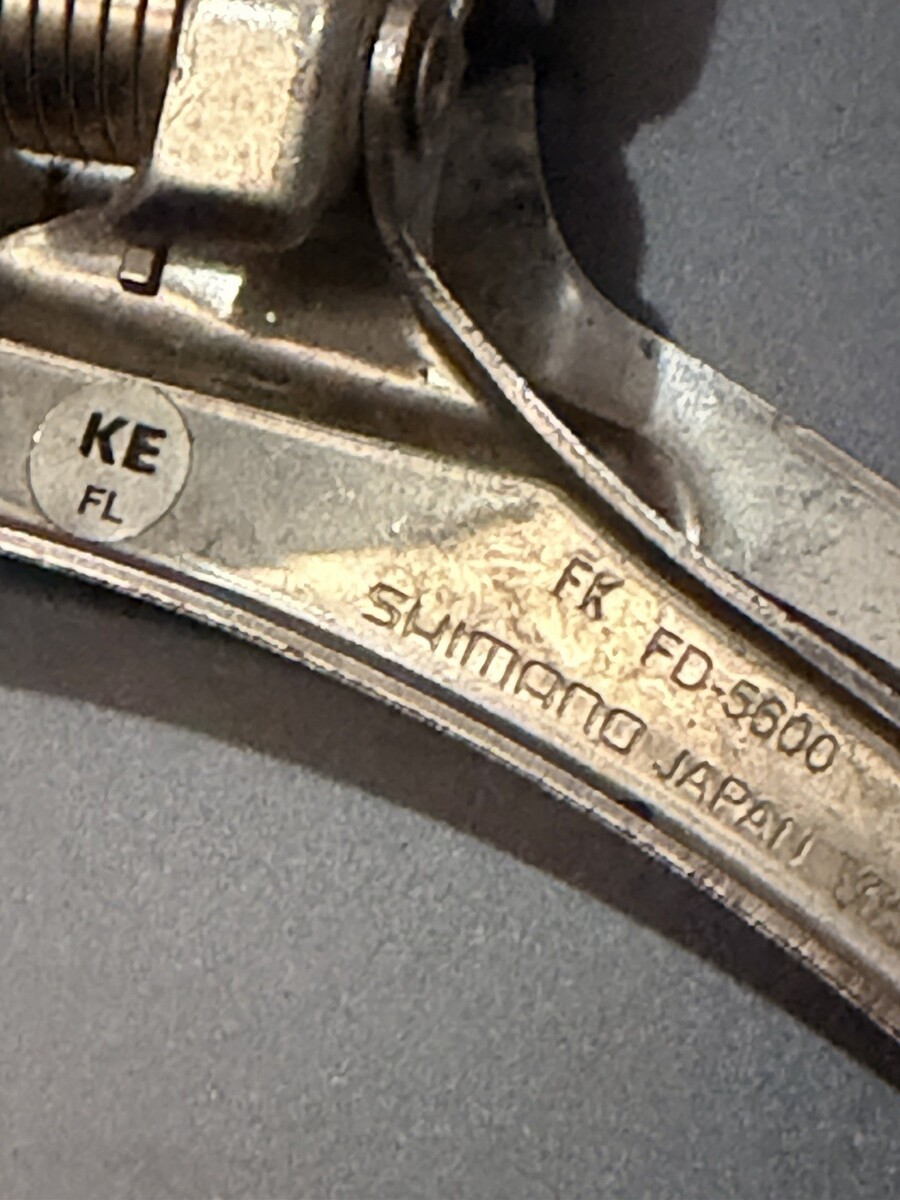 KE
FL
FK FD-5600
SHIMANO JAPAN